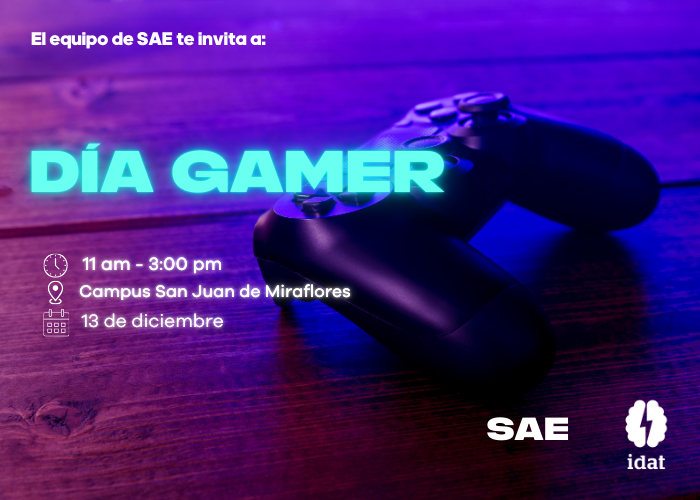 El equipo de SAE te invita a:
DÍA GAMER
11 am - 3:00 pm
Campus San Juan de Miraflores
13 de diciembre
SAE
idat